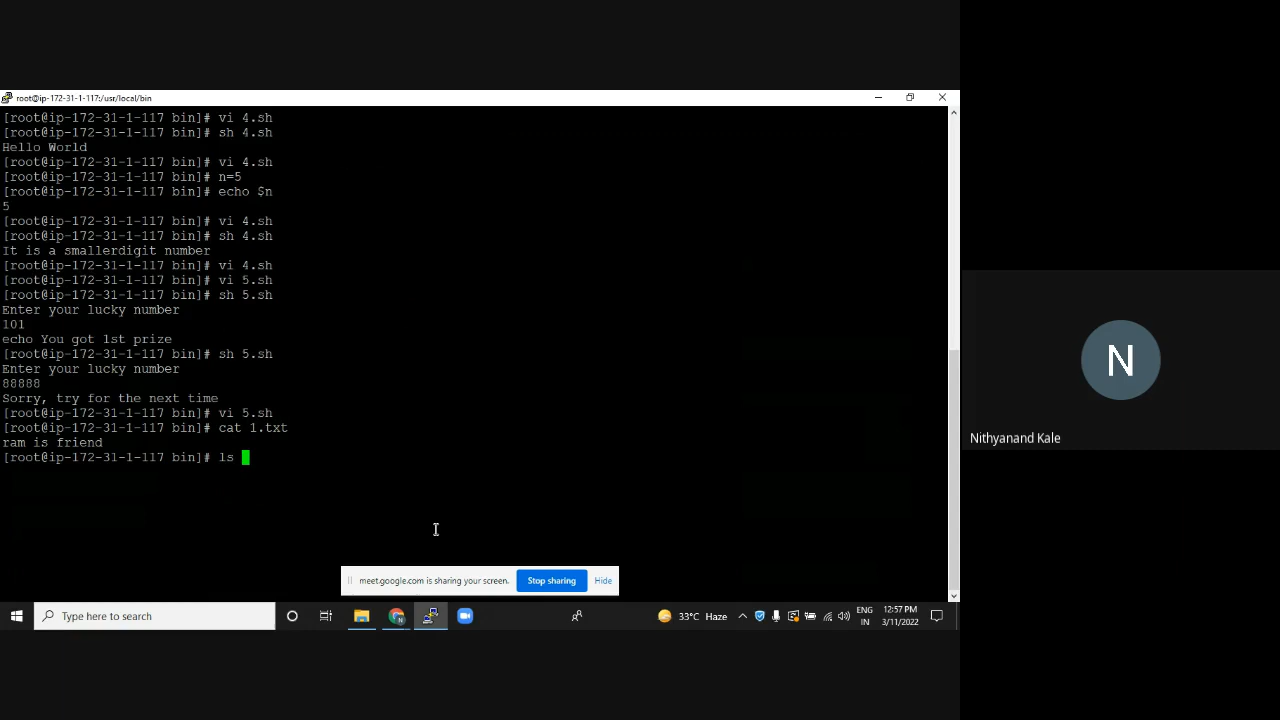 root@ip-172-31-1-117:/usr/local/bin
[root@ip-172-31-1-117 bin]# vi 4.sh
[root@ip-172-31-1-117 bin]# sh 4.sh
Hello World
[root@ip-172-31-1-117 bin]# vi 4.sh
[root@ip-172-31-1-117 bin]# n=5
[root@ip-172-31-1-117 bin]# echo $n
5
[root@ip-172-31-1-117 bin]# vi 4.sh
[root@ip-172-31-1-117 bin]# sh 4.sh
It is a smallerdigit number
[root@ip-172-31-1-117 bin]# vi 4.sh
[root@ip-172-31-1-117 bin]# vi 5.sh
[root@ip-172-31-1-117 bin]# sh 5.sh
Enter your lucky number
101
echo You got 1st prize
[root@ip-172-31-1-117 bin]# sh 5.sh
Enter your lucky number
88888
Sorry, try for the next time
[root@ip-172-31-1-117 bin]# vi 5.sh
[root@ip-172-31-1-117 bin]# cat 1.txt
ram is friend
[root@ip-172-31-1-117 bin]# ls
N
Nithyanand Kale
meet.google.com is sharing your screen. Stop sharing Hide
Type here to search
33°C Haze
ENG
IN
12:57 PM
3/11/2022